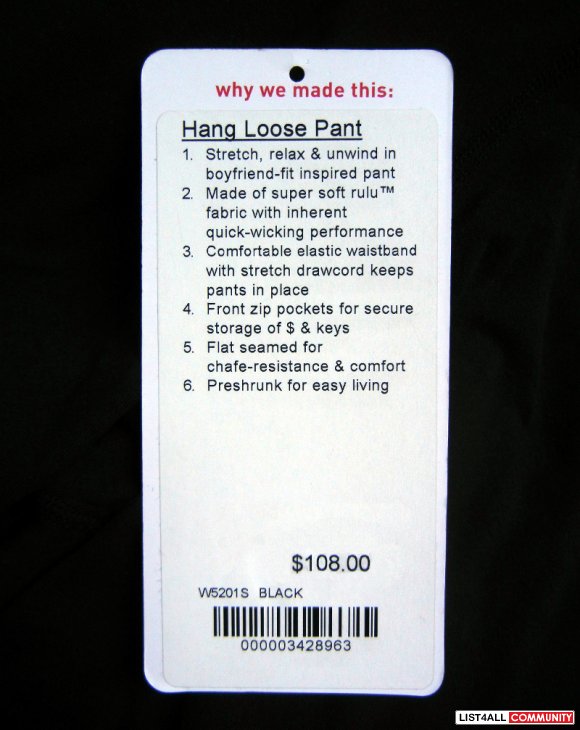 why we made this:
Hang Loose Pant
1. Stretch, relax & unwind in
boyfriend-fit inspired pant
2. Made of super soft rulu™
fabric with inherent
quick-wicking performance
3. Comfortable elastic waistband
with stretch drawcord keeps
pants in place
4. Front zip pockets for secure
storage of $ & keys
5. Flat seamed for
chafe-resistance & comfort
6. Preshrunk for easy living
$108.00
W5201S BLACK
000003428963
LIST4ALL COMMUNITY